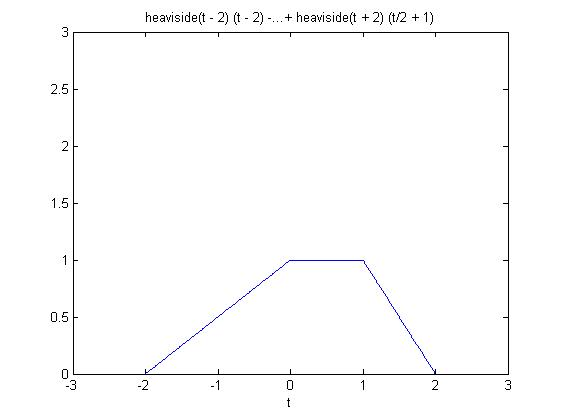 heaviside(t - 2) (t - 2) -...+ heaviside(t + 2) (t/2 + 1)
3
2.5
2
1.5
1
0.5
0
-3 -2 -1 0 1 2 3
t